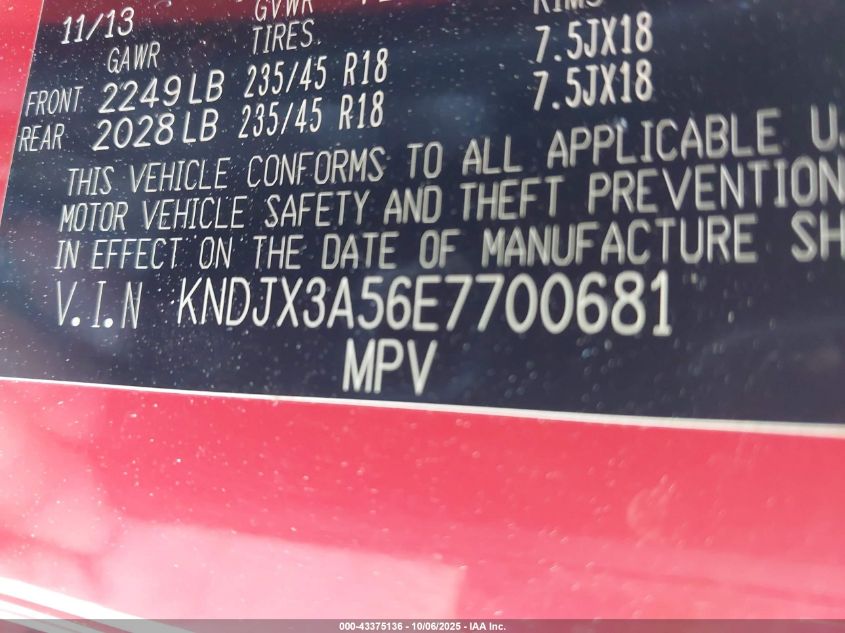 11/13 GVWR
GAWR TIRES RIMS
FRONT 2249LB 235/45 R18 7.5JX18
REAR 2028LB 235/45 R18 7.5JX18
THIS VEHICLE CONFORMS TO ALL APPLICABLE U.
MOTOR VEHICLE SAFETY AND THEFT PREVENTION
IN EFFECT ON THE DATE OF MANUFACTURE SH
V.I.N KNDJX3A56E7700681
MPV
000-43375136 - 10/06/2025 - IAA Inc.